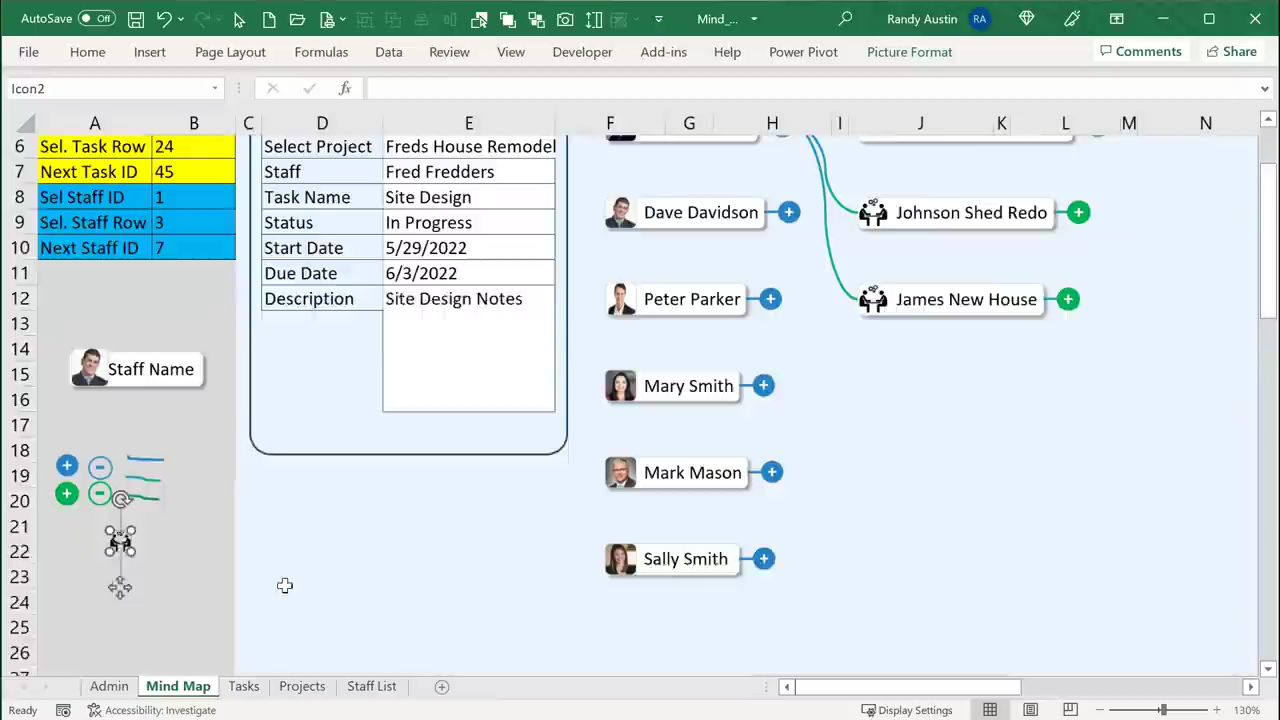 AutoSave Off Mind_... Randy Austin RA
File Home Insert Page Layout Formulas Data Review View Developer Add-ins Help Power Pivot Picture Format Comments Share
Icon2 fx
A B C D E F G H I J K L M N
6 Sel. Task Row 24 Select Project Freds House Remodel
7 Next Task ID 45 Staff Fred Fredders
8 Sel Staff ID 1 Task Name Site Design Dave Davidson Johnson Shed Redo
9 Sel. Staff Row 3 Status In Progress
10 Next Staff ID 7 Start Date 5/29/2022
11 Due Date 6/3/2022
12 Description Site Design Notes Peter Parker James New House
13
14
15 Staff Name Mary Smith
16
17
18
19 Mark Mason
20
21
22 Sally Smith
23
24
25
26
Admin Mind Map Tasks Projects Staff List
Ready Accessibility: Investigate Display Settings 130%